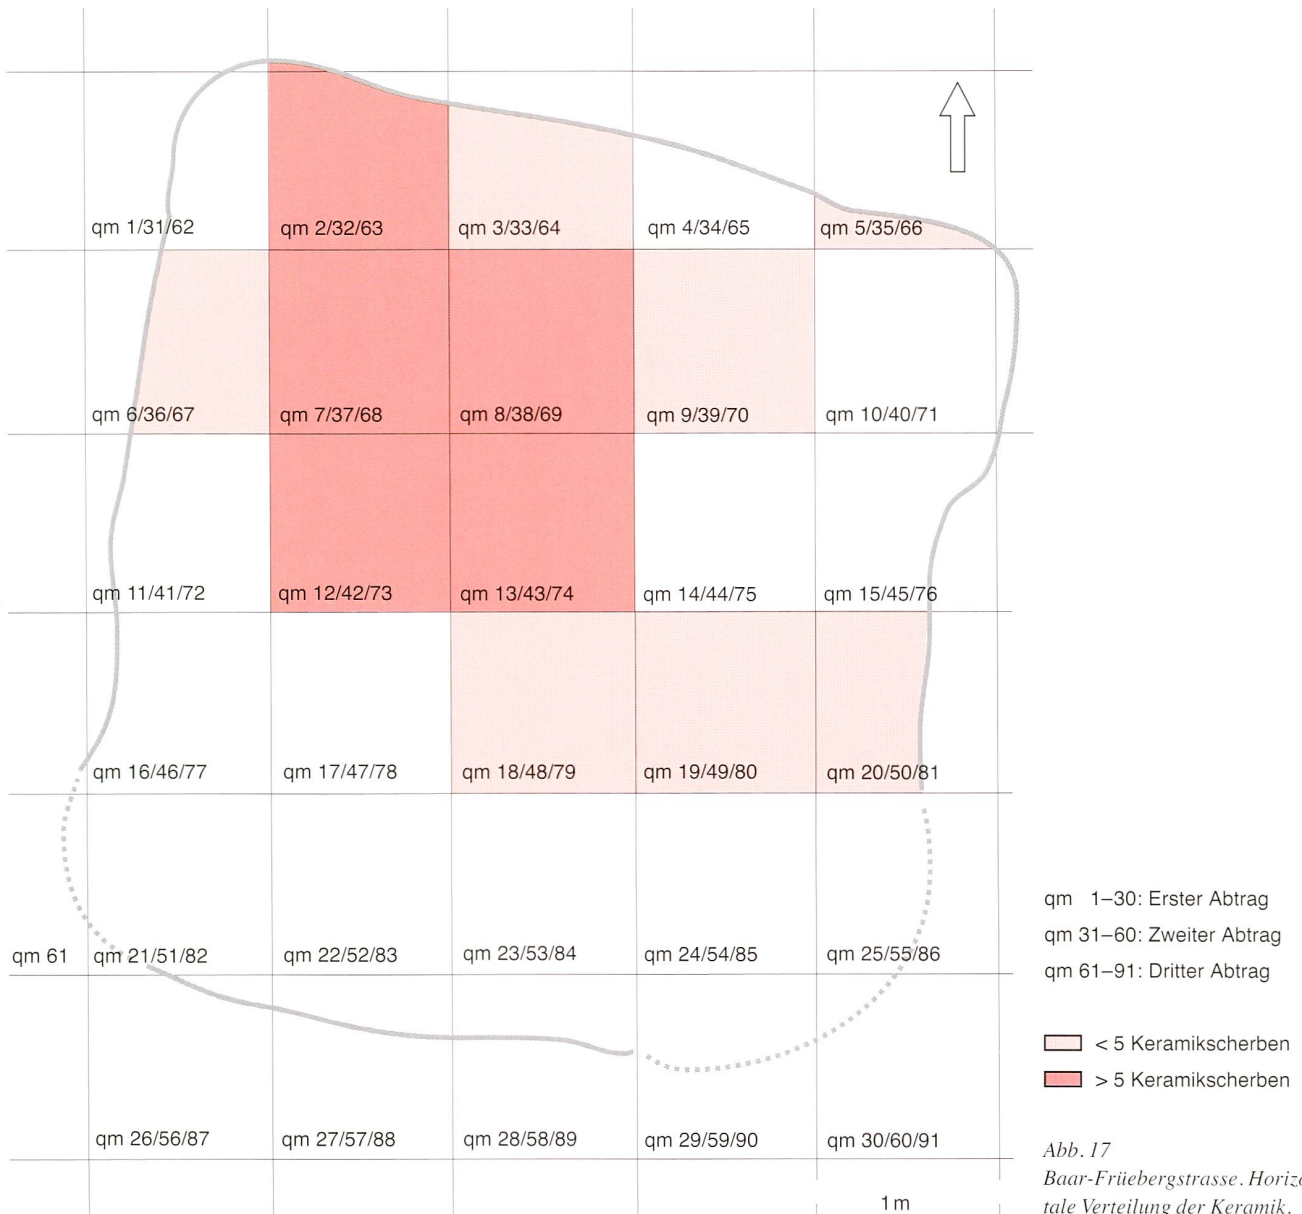 qm 1/31/62
qm 2/32/63
qm 3/33/64
qm 4/34/65
qm 5/35/66
qm 6/36/67
qm 7/37/68
qm 8/38/69
qm 9/39/70
qm 10/40/71
qm 11/41/72
qm 12/42/73
qm 13/43/74
qm 14/44/75
qm 15/45/76
qm 16/46/77
qm 17/47/78
qm 18/48/79
qm 19/49/80
qm 20/50/81
qm 61
qm 21/51/82
qm 22/52/83
qm 23/53/84
qm 24/54/85
qm 25/55/86
qm 26/56/87
qm 27/57/88
qm 28/58/89
qm 29/59/90
qm 30/60/91
1 m
qm 1–30: Erster Abtrag
qm 31–60: Zweiter Abtrag
qm 61–91: Dritter Abtrag
< 5 Keramikscherben
> 5 Keramikscherben
Abb. 17
Baar-Früebergstrasse. Horizo
tale Verteilung der Keramik.